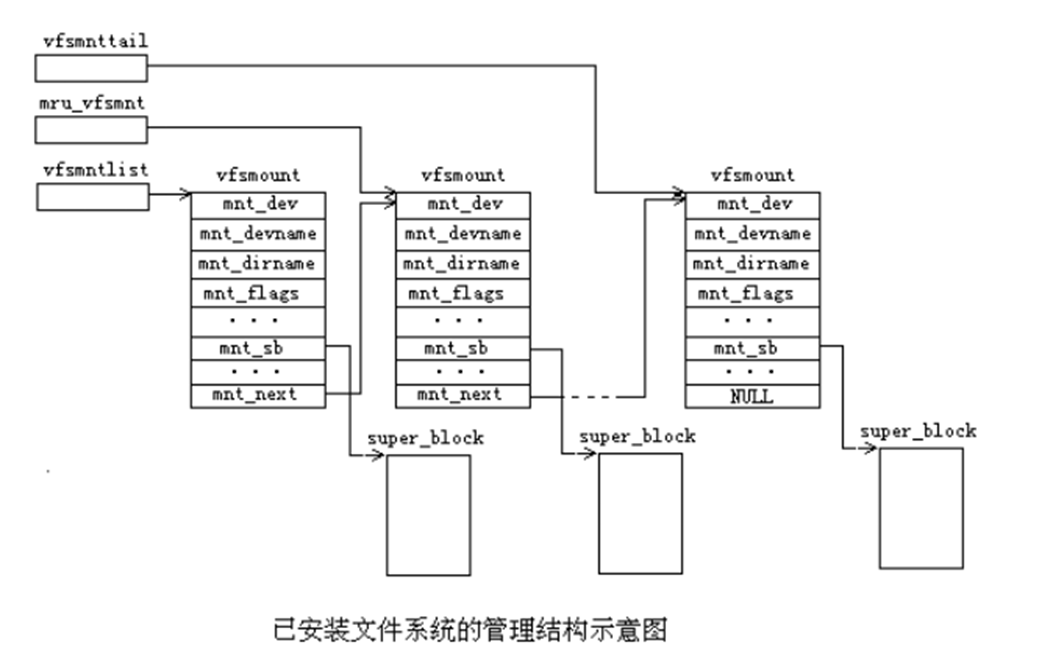 vfsmnttail
mru_vfsmnt
vfsmntlist
vfsmount
mnt_dev
mnt_devname
mnt_dirname
mnt_flags
· · ·
mnt_sb
· · ·
mnt_next
super_block
vfsmount
mnt_dev
mnt_devname
mnt_dirname
mnt_flags
· · ·
mnt_sb
· · ·
mnt_next
super_block
vfsmount
mnt_dev
mnt_devname
mnt_dirname
mnt_flags
· · ·
mnt_sb
· · ·
NULL
super_block
已安装文件系统的管理结构示意图